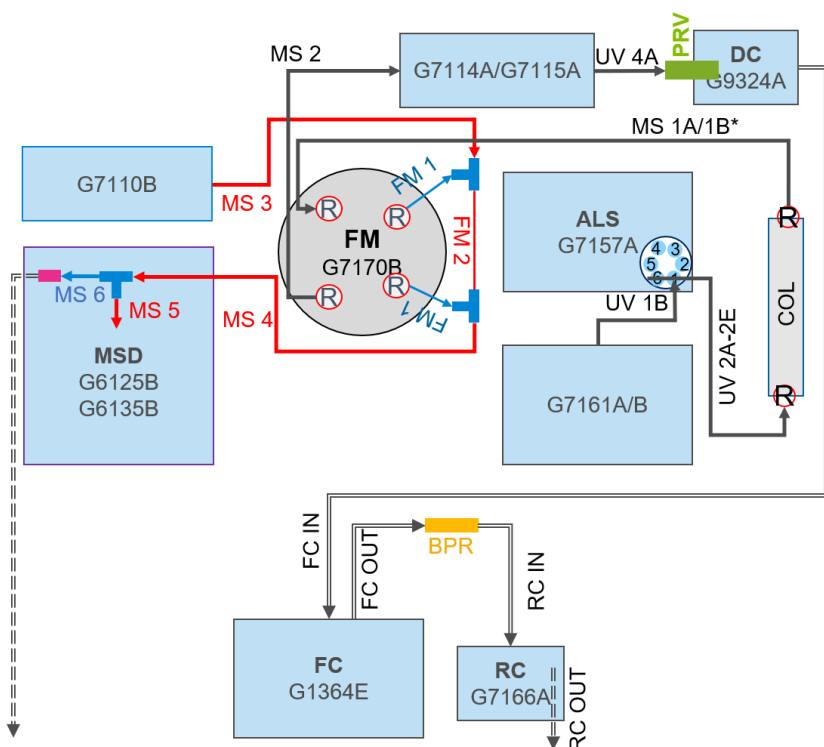 MS 2
G7114A/G7115A
UV 4A
PRV
DC
G9324A
MS 1A/1B*
G7110B
MS 3
R
R
FM 1
FM
G7170B
FM 2
R
R
FM 1
ALS
G7157A
4
3
5
2
6
1
R
COL
R
UV 1B
UV 2A-2E
MS 6
MS 5
MS 4
MSD
G6125B
G6135B
G7161A/B
FC IN
FC OUT
BPR
RC IN
FC
G1364E
RC
G7166A
RC OUT